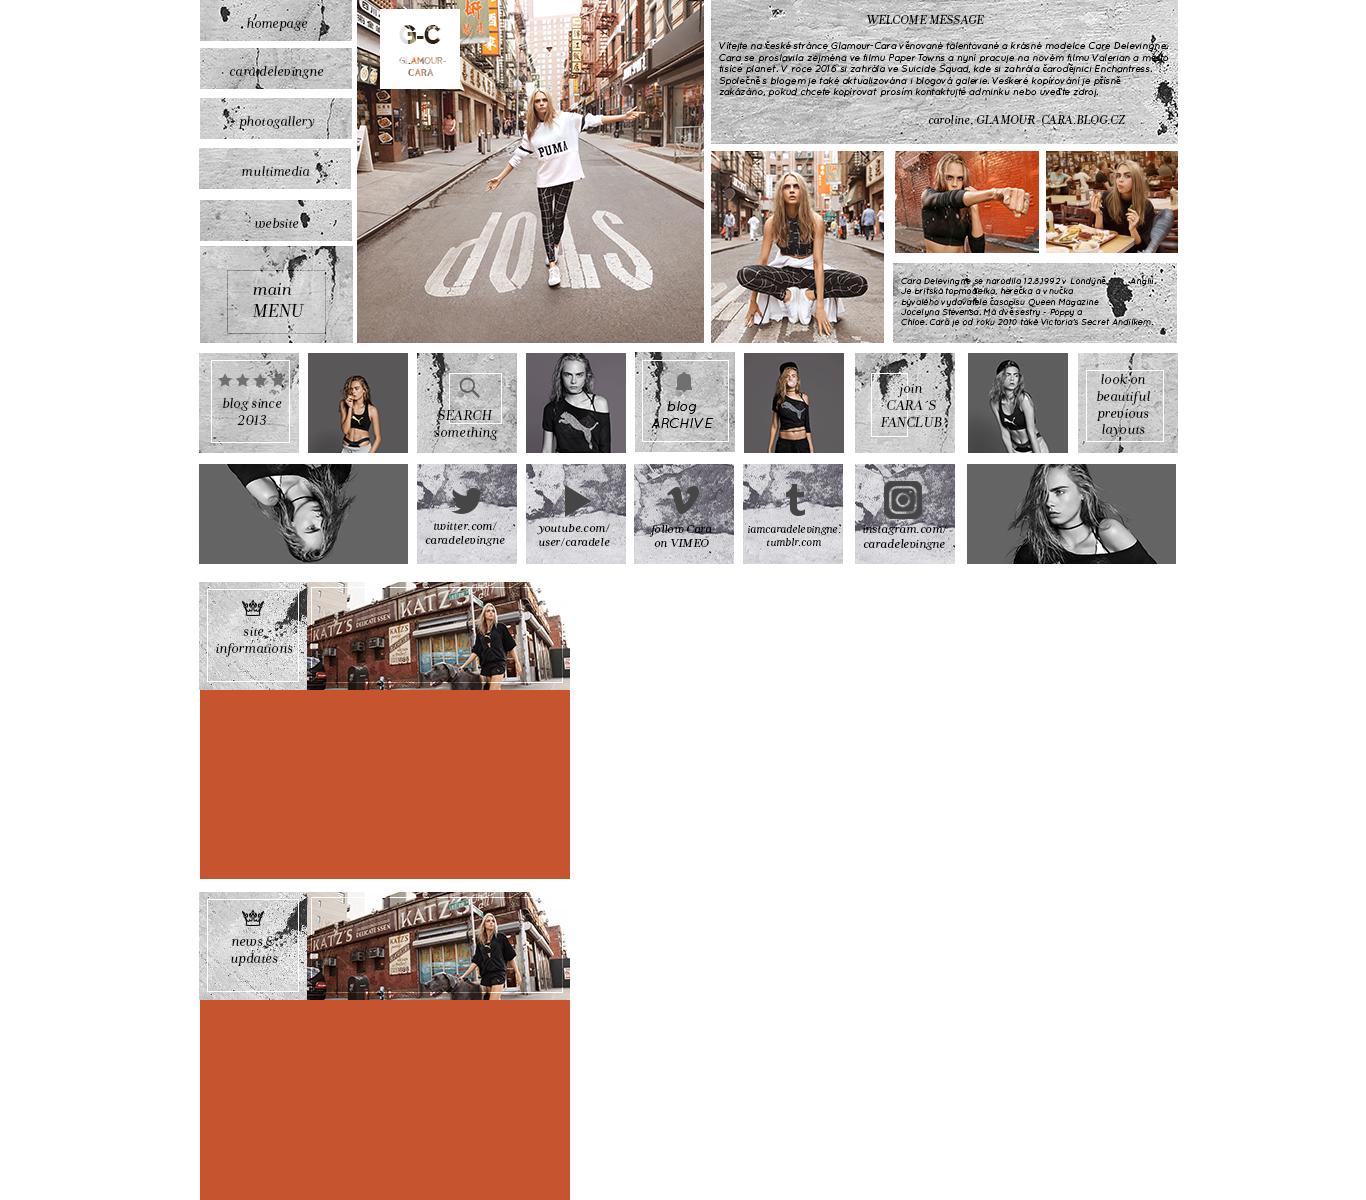 homepage
caradelevingne
photogallery
multimedia
website
main
MENU
G-C
GLAMOUR-
CARA
PUMA
WELCOME MESSAGE
Vítejte na české stránce Glamour-Cara věnované talentované a krásné modelce Care Delevingne.
Cara se proslavila zejména ve filmu Paper Towns a nyní pracuje na novém filmu Valerian a město
tisíce planet. V roce 2016 si zahrála ve Suicide Squad, kde si zahrála čarodějnici Enchantress.
Společně s blogem je také aktualizována i blogová galerie. Veškeré kopírování je přísně
zakázáno, pokud chcete kopírovat prosím kontaktujte adminku nebo uveďte zdroj.
caroline, GLAMOUR-CARA.BLOG.CZ
Cara Delevingne se narodila 12.8.1992 v Londýně, Anglii.
Je britská topmodelka, herečka a vnučka
bývalého vydavatele časopisu Queen Magazine
Jocelyna Stevensa. Má dvě sestry - Poppy a
Chloe. Cara je od roku 2010 také Victoria's Secret Andílkem.
blog since
2013
SEARCH
something
blog
ARCHIVE
join
CARA´S
FANCLUB
look on
beautiful
previous
layouts
twitter.com/
caradelevingne
youtube.com/
user/caradele
follow Cara
on VIMEO
iamcaradelevingne.
tumblr.com
instagram.com/
caradelevingne
site
informations
KATZ'S
KATZ'S
DELICATESSEN
KATZ'S
news &
updates
KATZ'S
KATZ'S
DELICATESSEN
KATZ'S